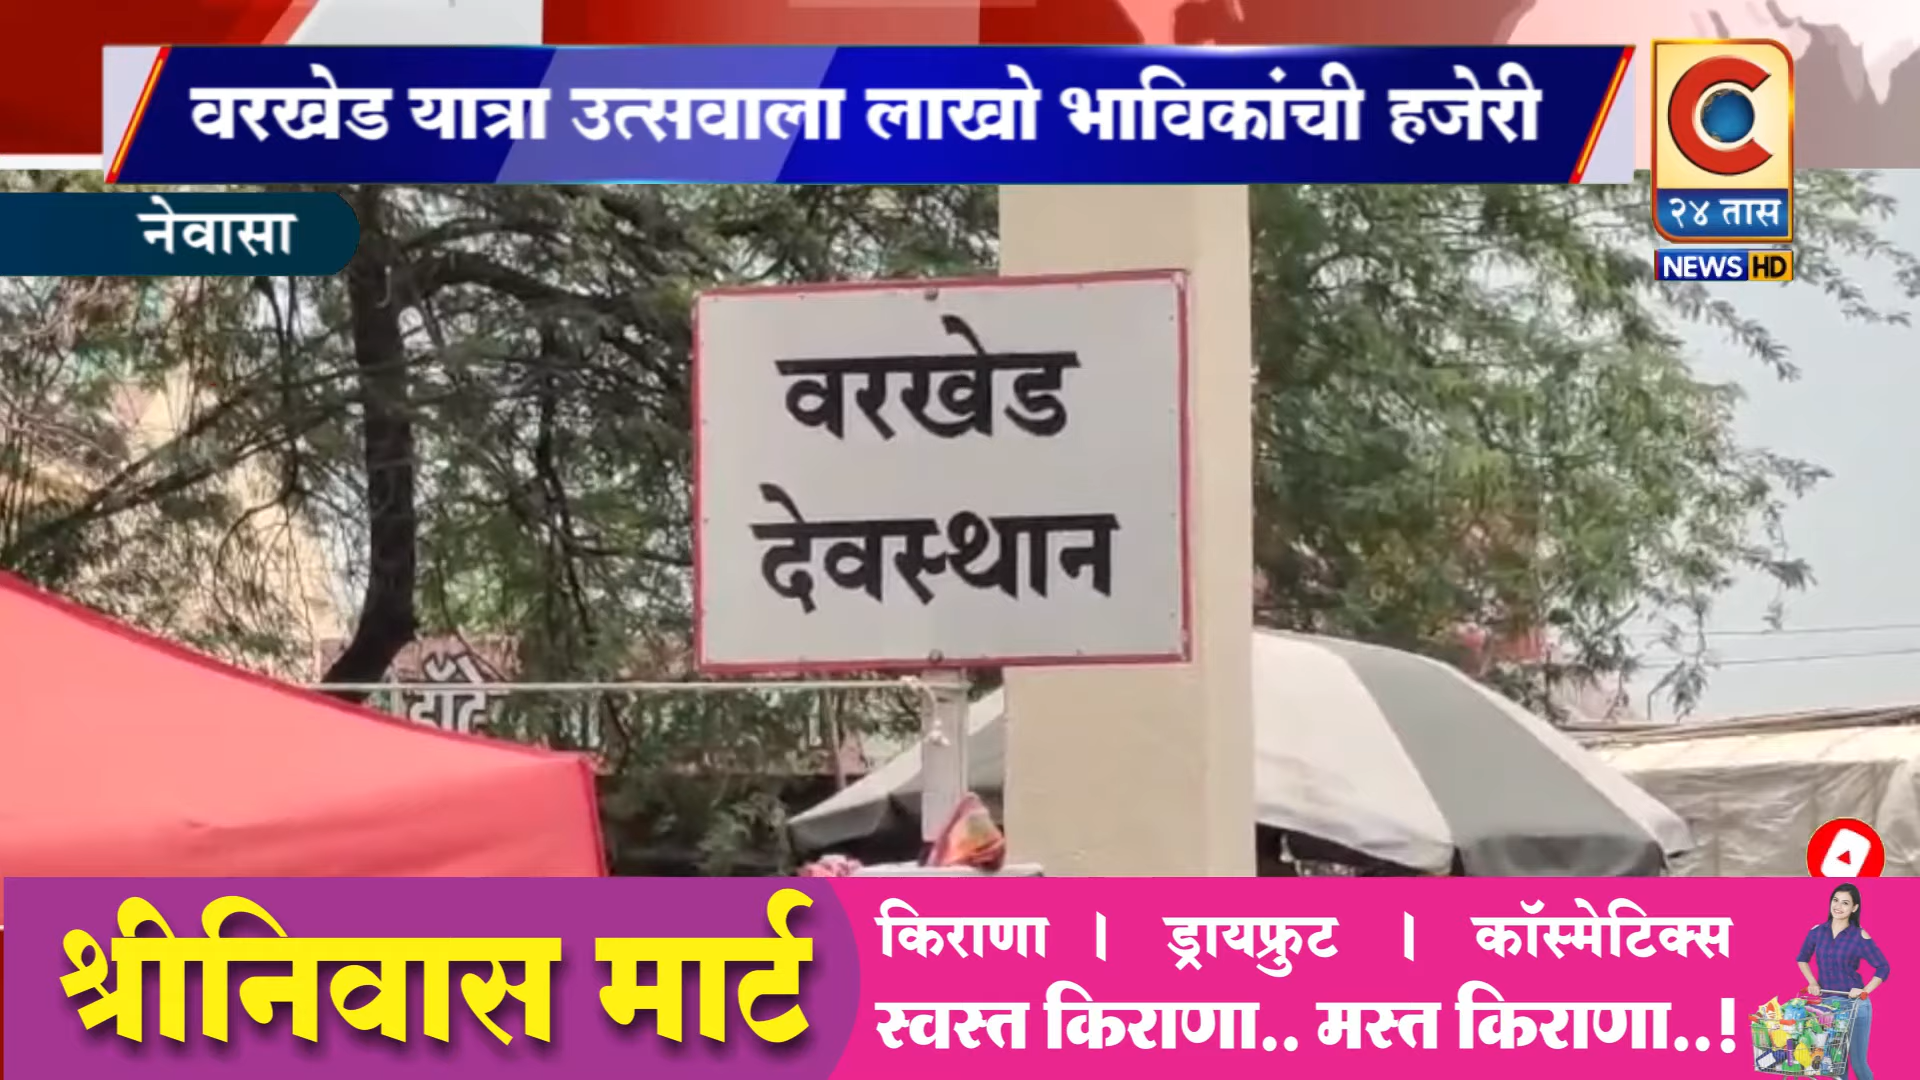 वरखेड यात्रा उत्सवाला लाखो भाविकांची हजेरी
२४ तास
NEWS HD
नेवासा
वरखेड
देवस्थान
हॉटे
श्रीनिवास मार्ट
किराणा । ड्रायफ्रुट । कॉस्मेटिक्स
स्वस्त किराणा.. मस्त किराणा..!